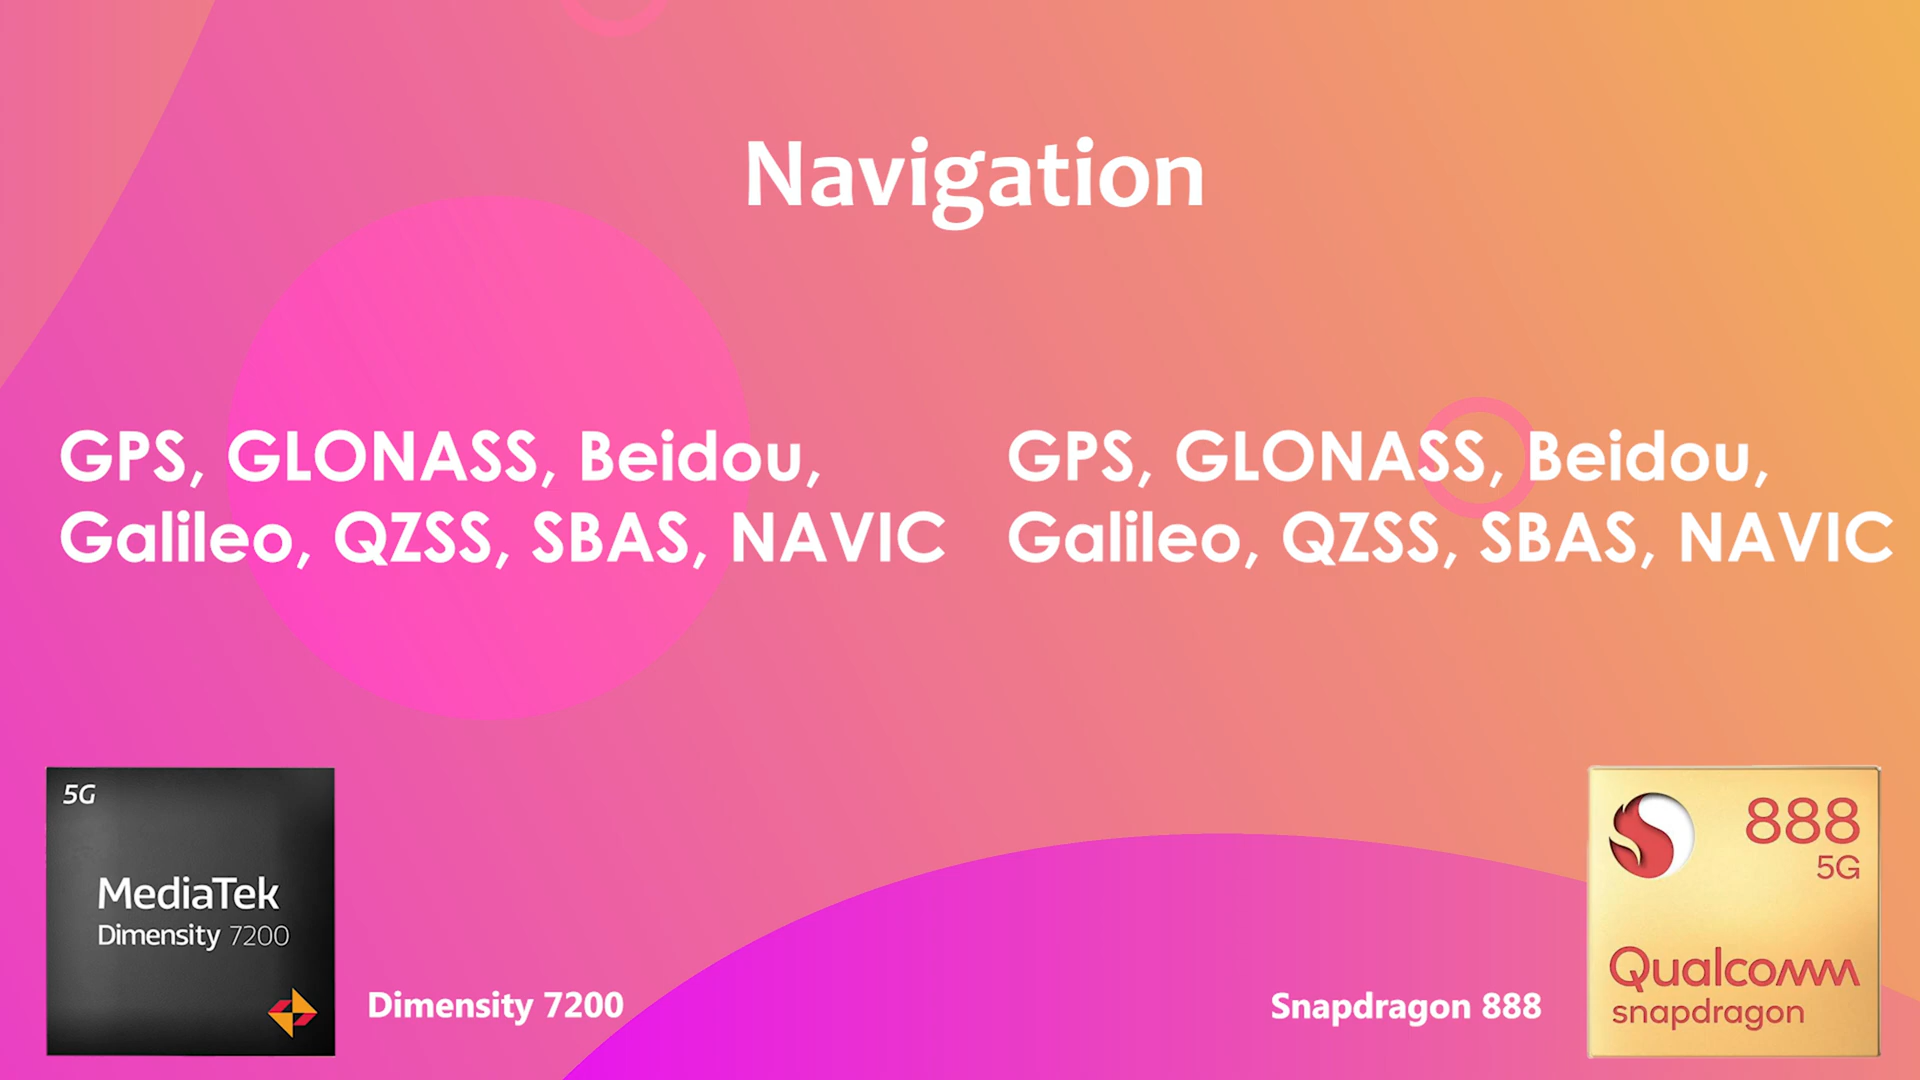 Navigation
GPS, GLONASS, Beidou,
Galileo, QZSS, SBAS, NAVIC
GPS, GLONASS, Beidou,
Galileo, QZSS, SBAS, NAVIC
5G
MediaTek
Dimensity 7200
Dimensity 7200
Snapdragon 888
888
5G
Qualcomm
snapdragon